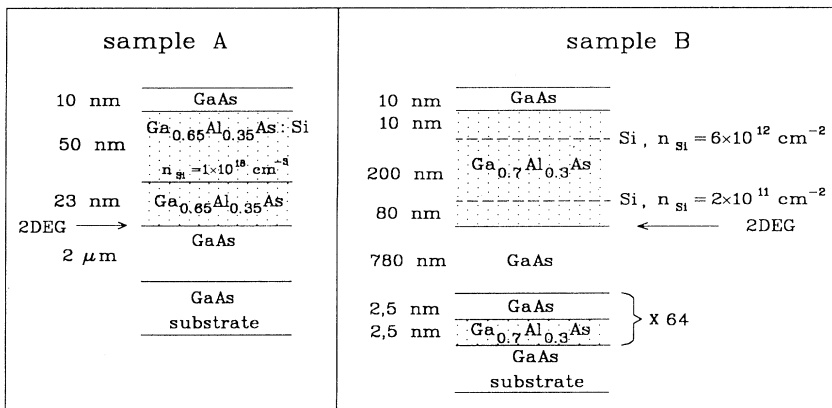 sample A
10 nm GaAs
Ga0.65Al0.35As : Si
50 nm
nSi = 1×10^18 cm^-3
23 nm Ga0.65Al0.35As
2DEG
GaAs
2 μm
GaAs
substrate
sample B
10 nm GaAs
10 nm
Si , n Si = 6×10^12 cm^-2
200 nm Ga0.7Al0.3As
Si , n Si = 2×10^11 cm^-2
80 nm
2DEG
780 nm GaAs
2,5 nm GaAs
X 64
2,5 nm Ga0.7Al0.3As
GaAs
substrate